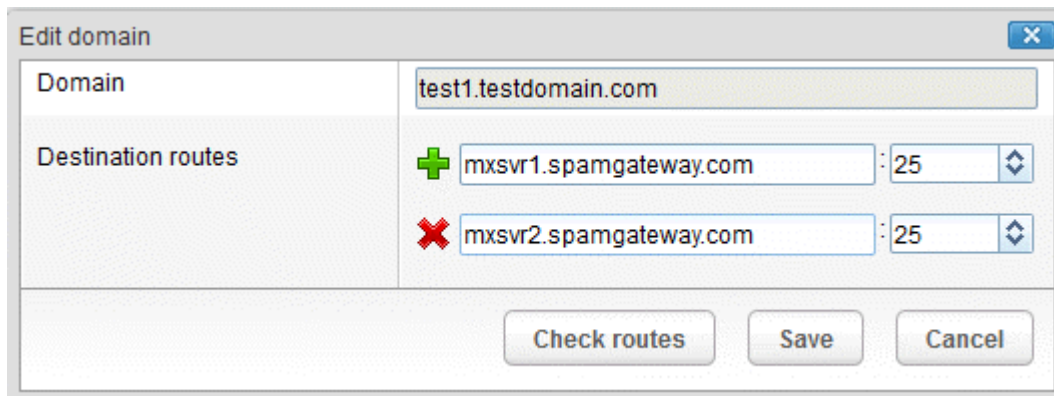 Edit domain
Domain test1.testdomain.com
Destination routes mxsvr1.spamgateway.com : 25
mxsvr2.spamgateway.com : 25
Check routes Save Cancel